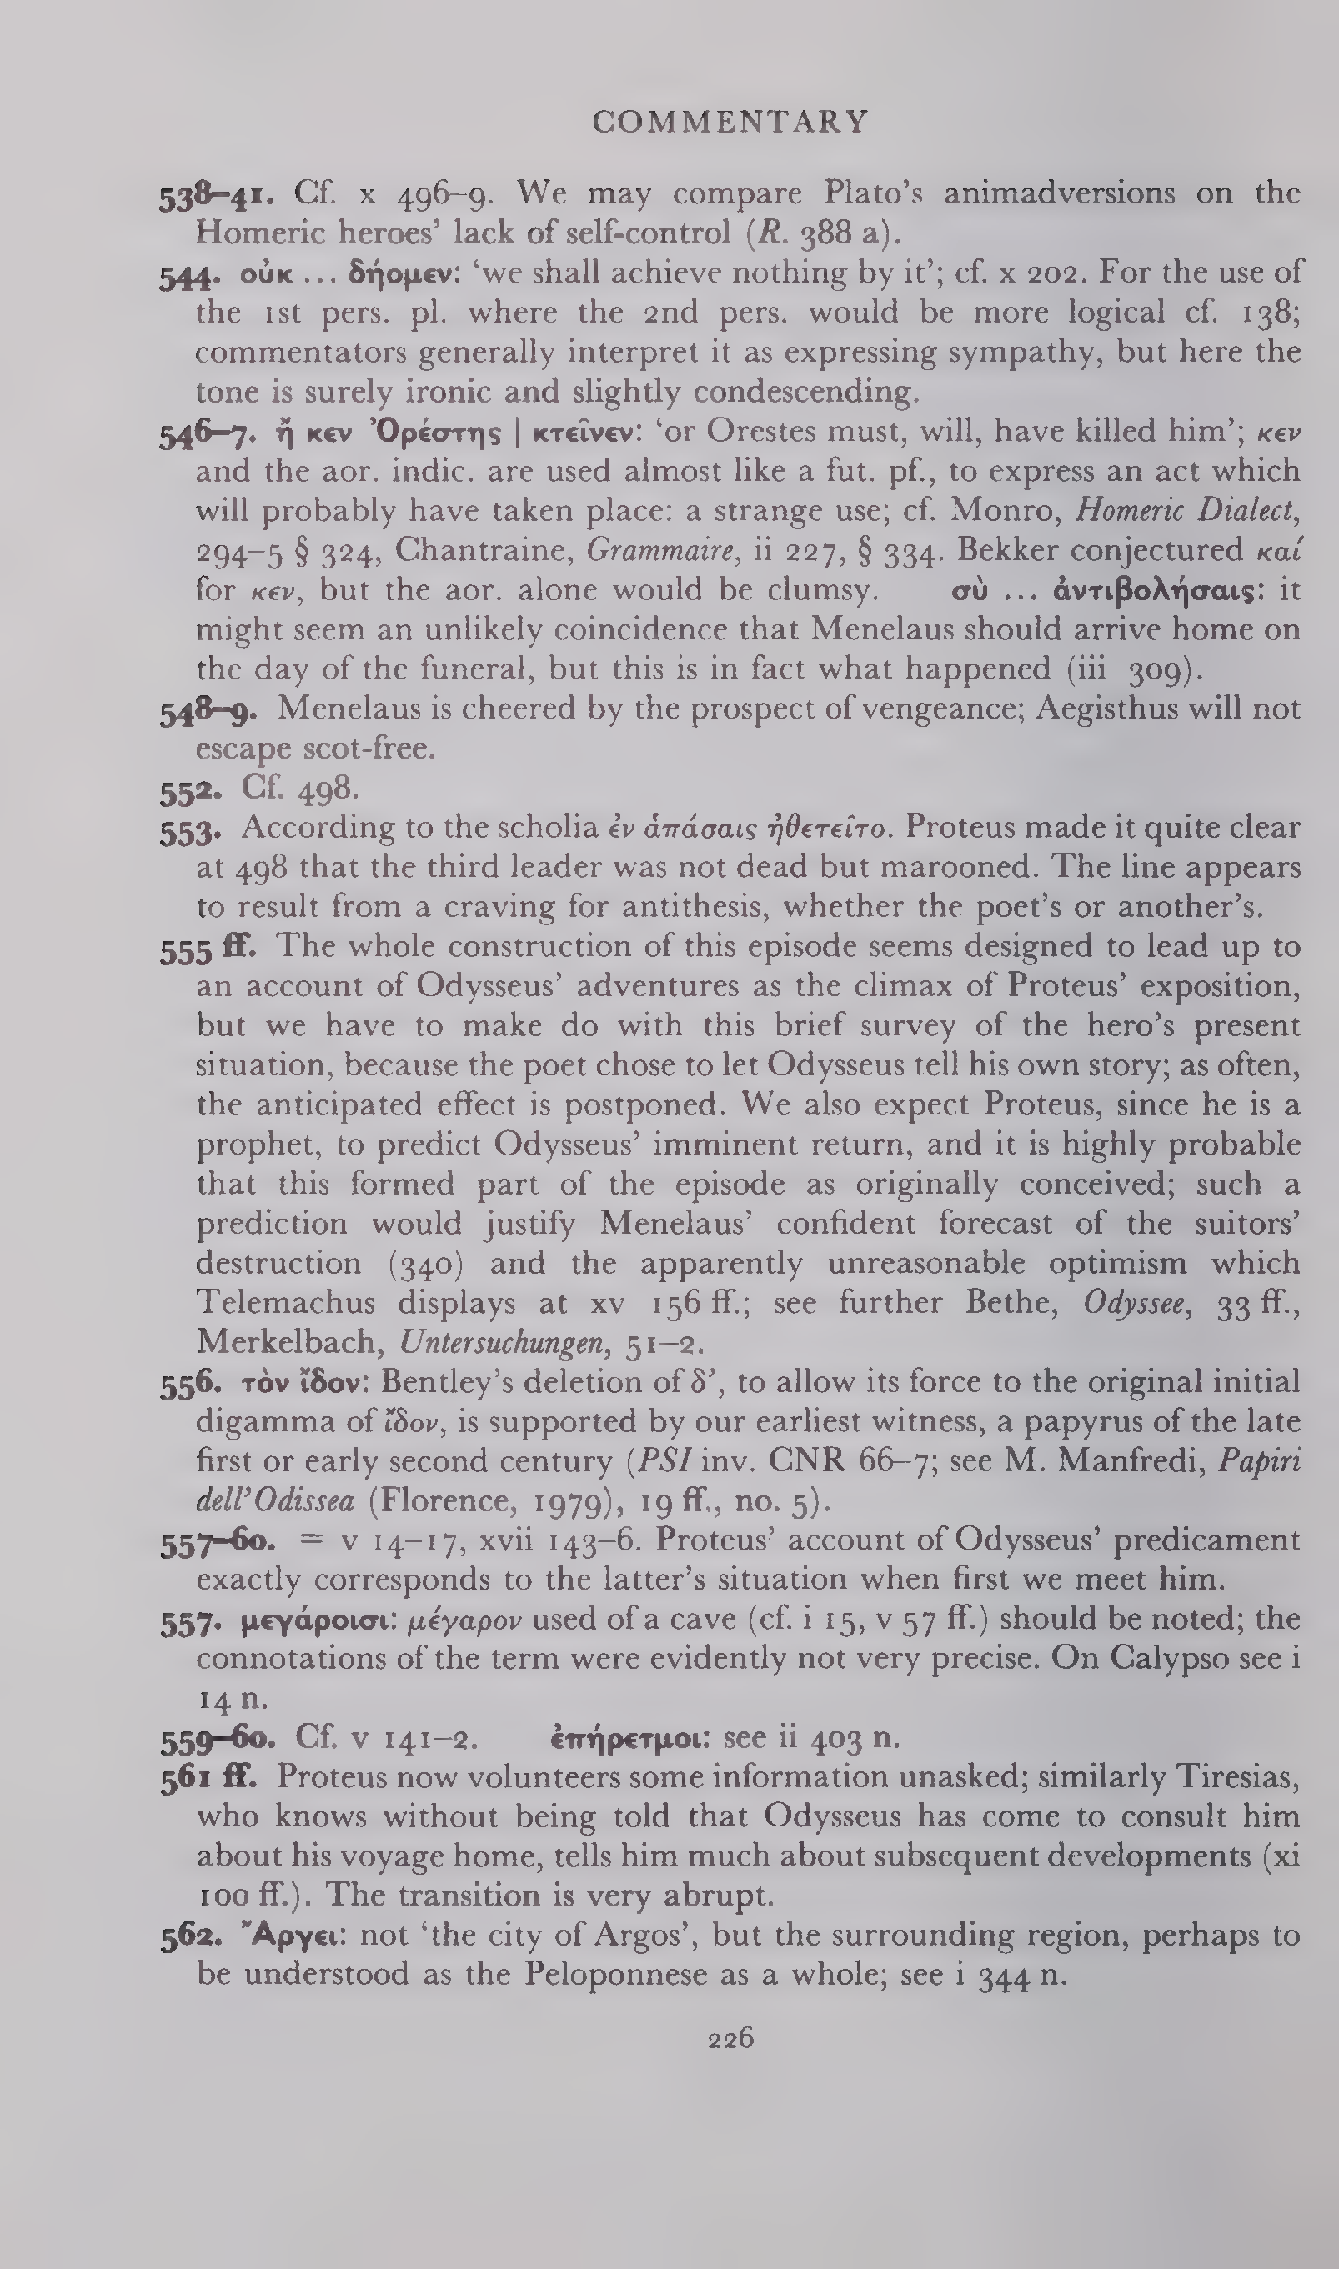 COMMENTARY
538–41. Cf. x 496–9. We may compare Plato’s animadversions on the
Homeric heroes’ lack of self-control (R. 388 a).
544. οὐκ ... δήομεν: ‘we shall achieve nothing by it’; cf. x 202. For the use of
the 1st pers. pl. where the 2nd pers. would be more logical cf. 138;
commentators generally interpret it as expressing sympathy, but here the
tone is surely ironic and slightly condescending.
546–7. ἤ κεν Ὀρέστης | κτεῖνεν: ‘or Orestes must, will, have killed him’; κεν
and the aor. indic. are used almost like a fut. pf., to express an act which
will probably have taken place: a strange use; cf. Monro, Homeric Dialect,
294–5 § 324, Chantraine, Grammaire, ii 227, § 334. Bekker conjectured καί
for κεν, but the aor. alone would be clumsy. σὺ ... ἀντιβολήσαις: it
might seem an unlikely coincidence that Menelaus should arrive home on
the day of the funeral, but this is in fact what happened (iii 309).
548–9. Menelaus is cheered by the prospect of vengeance; Aegisthus will not
escape scot-free.
552. Cf. 498.
553. According to the scholia ἐν ἁπάσαις ἠθετεῖτο. Proteus made it quite clear
at 498 that the third leader was not dead but marooned. The line appears
to result from a craving for antithesis, whether the poet’s or another’s.
555 ff. The whole construction of this episode seems designed to lead up to
an account of Odysseus’ adventures as the climax of Proteus’ exposition,
but we have to make do with this brief survey of the hero’s present
situation, because the poet chose to let Odysseus tell his own story; as often,
the anticipated effect is postponed. We also expect Proteus, since he is a
prophet, to predict Odysseus’ imminent return, and it is highly probable
that this formed part of the episode as originally conceived; such a
prediction would justify Menelaus’ confident forecast of the suitors’
destruction (340) and the apparently unreasonable optimism which
Telemachus displays at xv 156 ff.; see further Bethe, Odyssee, 33 ff.,
Merkelbach, Untersuchungen, 51–2.
556. τὸν ἴδον: Bentley’s deletion of δ’, to allow its force to the original initial
digamma of ἴδον, is supported by our earliest witness, a papyrus of the late
first or early second century (PSI inv. CNR 66–7; see M. Manfredi, Papiri
dell’Odissea (Florence, 1979), 19 ff., no. 5).
557–60. = v 14–17, xvii 143–6. Proteus’ account of Odysseus’ predicament
exactly corresponds to the latter’s situation when first we meet him.
557. μεγάροισι: μέγαρον used of a cave (cf. i 15, v 57 ff.) should be noted; the
connotations of the term were evidently not very precise. On Calypso see i
14 n.
559–60. Cf. v 141–2. ἐπήρετμοι: see ii 403 n.
561 ff. Proteus now volunteers some information unasked; similarly Tiresias,
who knows without being told that Odysseus has come to consult him
about his voyage home, tells him much about subsequent developments (xi
100 ff.). The transition is very abrupt.
562. Ἄργει: not ‘the city of Argos’, but the surrounding region, perhaps to
be understood as the Peloponnese as a whole; see i 344 n.
226